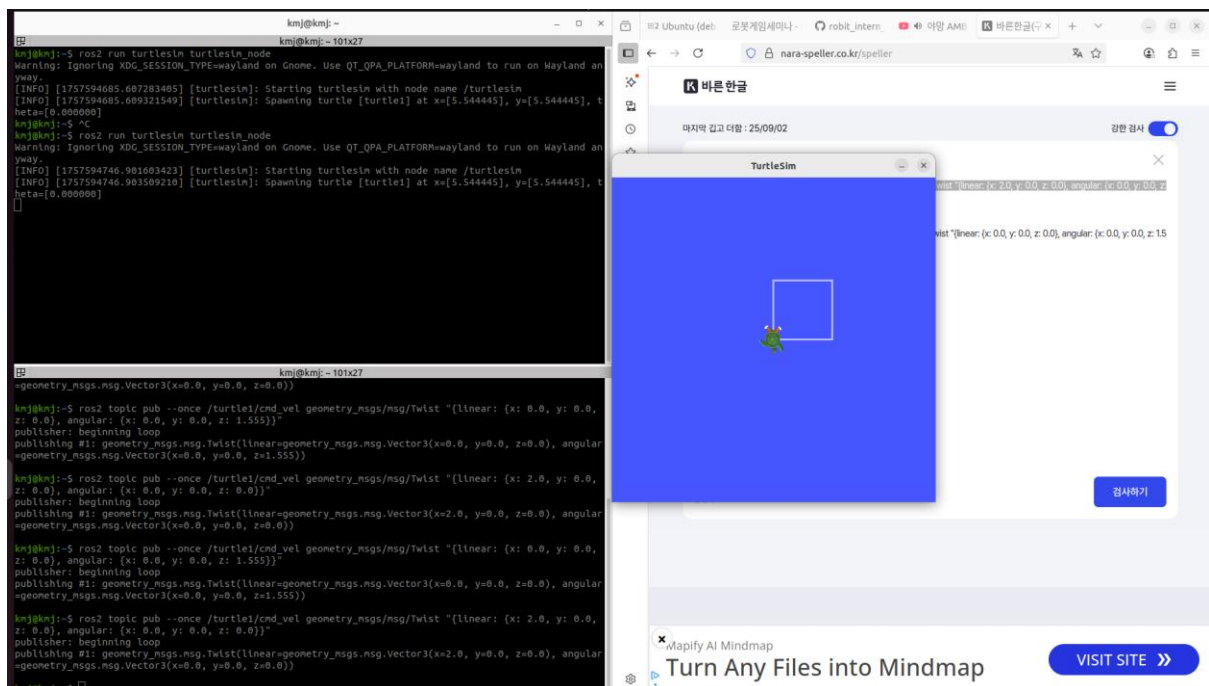 kmj@kmj: ~
kmj@kmj: ~ 101x27
kmj@kmj:~$ ros2 run turtlesim turtlesim_node
Warning: Ignoring XDG_SESSION_TYPE=wayland on Gnome. Use QT_QPA_PLATFORM=wayland to run on Wayland an
yway.
[INFO] [1757594685.607283405] [turtlesim]: Starting turtlesim with node name /turtlesim
[INFO] [1757594685.609321549] [turtlesim]: Spawning turtle [turtle1] at x=[5.544445], y=[5.544445], t
heta=[0.000000]
kmj@kmj:~$ ^C
kmj@kmj:~$ ros2 run turtlesim turtlesim_node
Warning: Ignoring XDG_SESSION_TYPE=wayland on Gnome. Use QT_QPA_PLATFORM=wayland to run on Wayland an
yway.
[INFO] [1757594746.901603423] [turtlesim]: Starting turtlesim with node name /turtlesim
[INFO] [1757594746.903509210] [turtlesim]: Spawning turtle [turtle1] at x=[5.544445], y=[5.544445], t
heta=[0.000000]
kmj@kmj: ~ 101x27
=geometry_msgs.msg.Vector3(x=0.0, y=0.0, z=0.0))
kmj@kmj:~$ ros2 topic pub --once /turtle1/cmd_vel geometry_msgs/msg/Twist "{linear: {x: 0.0, y: 0.0,
z: 0.0}, angular: {x: 0.0, y: 0.0, z: 1.555}}"
publisher: beginning loop
publishing #1: geometry_msgs.msg.Twist(linear=geometry_msgs.msg.Vector3(x=0.0, y=0.0, z=0.0), angular
=geometry_msgs.msg.Vector3(x=0.0, y=0.0, z=1.555))
kmj@kmj:~$ ros2 topic pub --once /turtle1/cmd_vel geometry_msgs/msg/Twist "{linear: {x: 2.0, y: 0.0,
z: 0.0}, angular: {x: 0.0, y: 0.0, z: 0.0}}"
publisher: beginning loop
publishing #1: geometry_msgs.msg.Twist(linear=geometry_msgs.msg.Vector3(x=2.0, y=0.0, z=0.0), angular
=geometry_msgs.msg.Vector3(x=0.0, y=0.0, z=0.0))
kmj@kmj:~$ ros2 topic pub --once /turtle1/cmd_vel geometry_msgs/msg/Twist "{linear: {x: 0.0, y: 0.0,
z: 0.0}, angular: {x: 0.0, y: 0.0, z: 1.555}}"
publisher: beginning loop
publishing #1: geometry_msgs.msg.Twist(linear=geometry_msgs.msg.Vector3(x=0.0, y=0.0, z=0.0), angular
=geometry_msgs.msg.Vector3(x=0.0, y=0.0, z=1.555))
kmj@kmj:~$ ros2 topic pub --once /turtle1/cmd_vel geometry_msgs/msg/Twist "{linear: {x: 2.0, y: 0.0,
z: 0.0}, angular: {x: 0.0, y: 0.0, z: 0.0}}"
publisher: beginning loop
publishing #1: geometry_msgs.msg.Twist(linear=geometry_msgs.msg.Vector3(x=2.0, y=0.0, z=0.0), angular
=geometry_msgs.msg.Vector3(x=0.0, y=0.0, z=0.0))
Ubuntu (deb 로봇게임세미나 - robit_intern 야망 AMB 바른한글(구
nara-speller.co.kr/speller
바른 한글
마지막 깁고 더함 : 25/09/02 강한 검사
TurtleSim
wist "{linear: {x: 2.0, y: 0.0, z: 0.0}, angular: {x: 0.0, y: 0.0, z
wist "{linear: {x: 0.0, y: 0.0, z: 0.0}, angular: {x: 0.0, y: 0.0, z: 1.5
검사하기
Mapify AI Mindmap
Turn Any Files into Mindmap
VISIT SITE